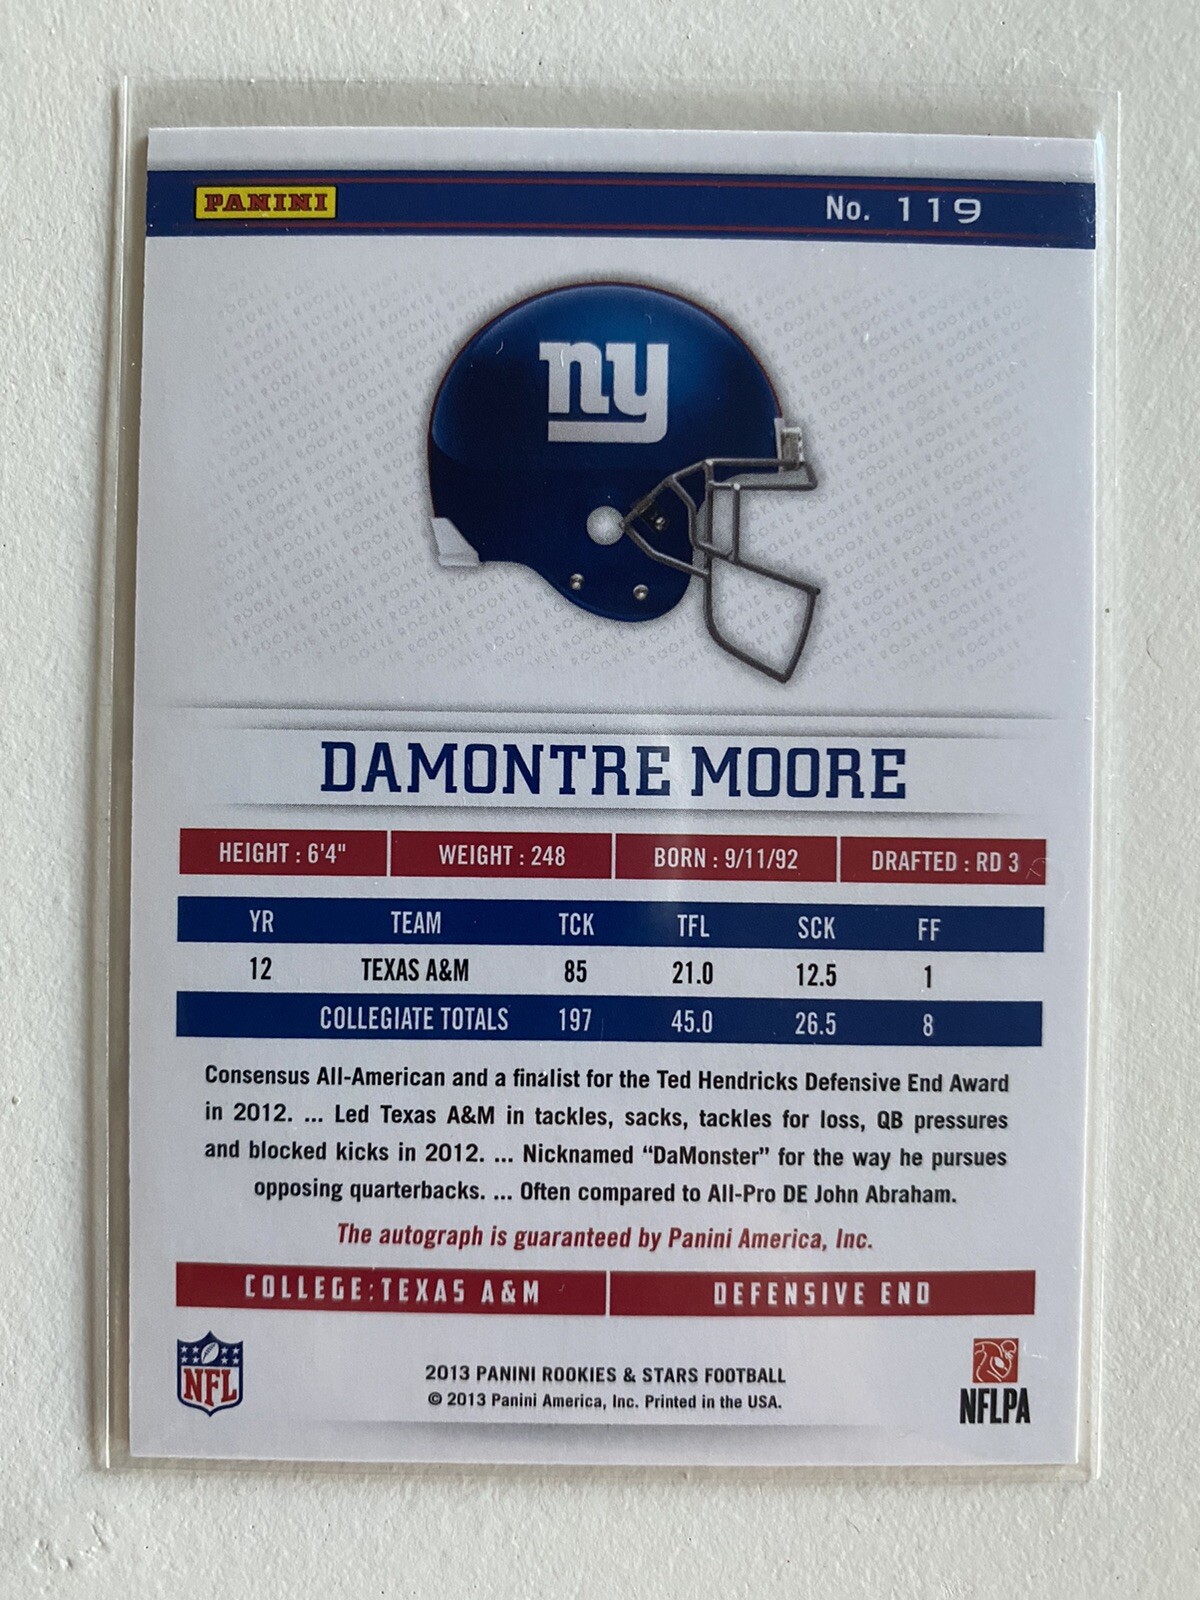 PANINI
No. 119
ny
DAMONTRE MOORE
HEIGHT : 6'4" WEIGHT : 248 BORN : 9/11/92 DRAFTED : RD 3
YR TEAM TCK TFL SCK FF
12 TEXAS A&M 85 21.0 12.5 1
COLLEGIATE TOTALS 197 45.0 26.5 8
Consensus All-American and a finalist for the Ted Hendricks Defensive End Award
in 2012. ... Led Texas A&M in tackles, sacks, tackles for loss, QB pressures
and blocked kicks in 2012. ... Nicknamed “DaMonster” for the way he pursues
opposing quarterbacks. ... Often compared to All-Pro DE John Abraham.
The autograph is guaranteed by Panini America, Inc.
COLLEGE:TEXAS A&M DEFENSIVE END
NFL
2013 PANINI ROOKIES & STARS FOOTBALL
© 2013 Panini America, Inc. Printed in the USA.
NFLPA